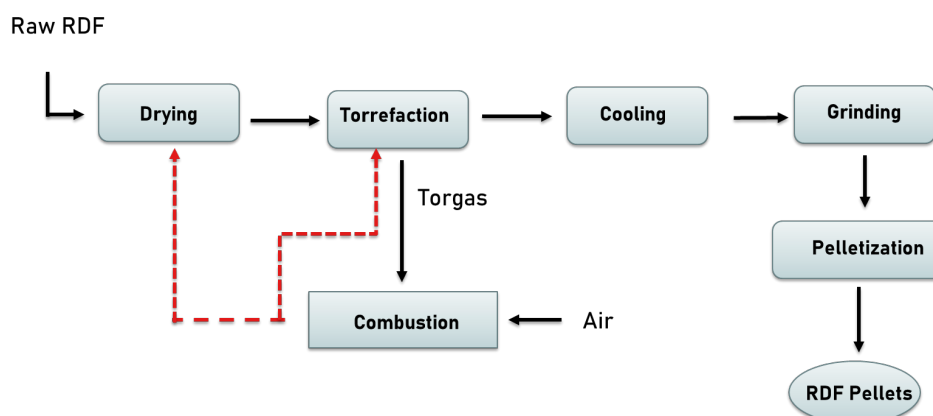 Raw RDF
Drying
Torrefaction
Cooling
Grinding
Torgas
Pelletization
Combustion
Air
RDF Pellets